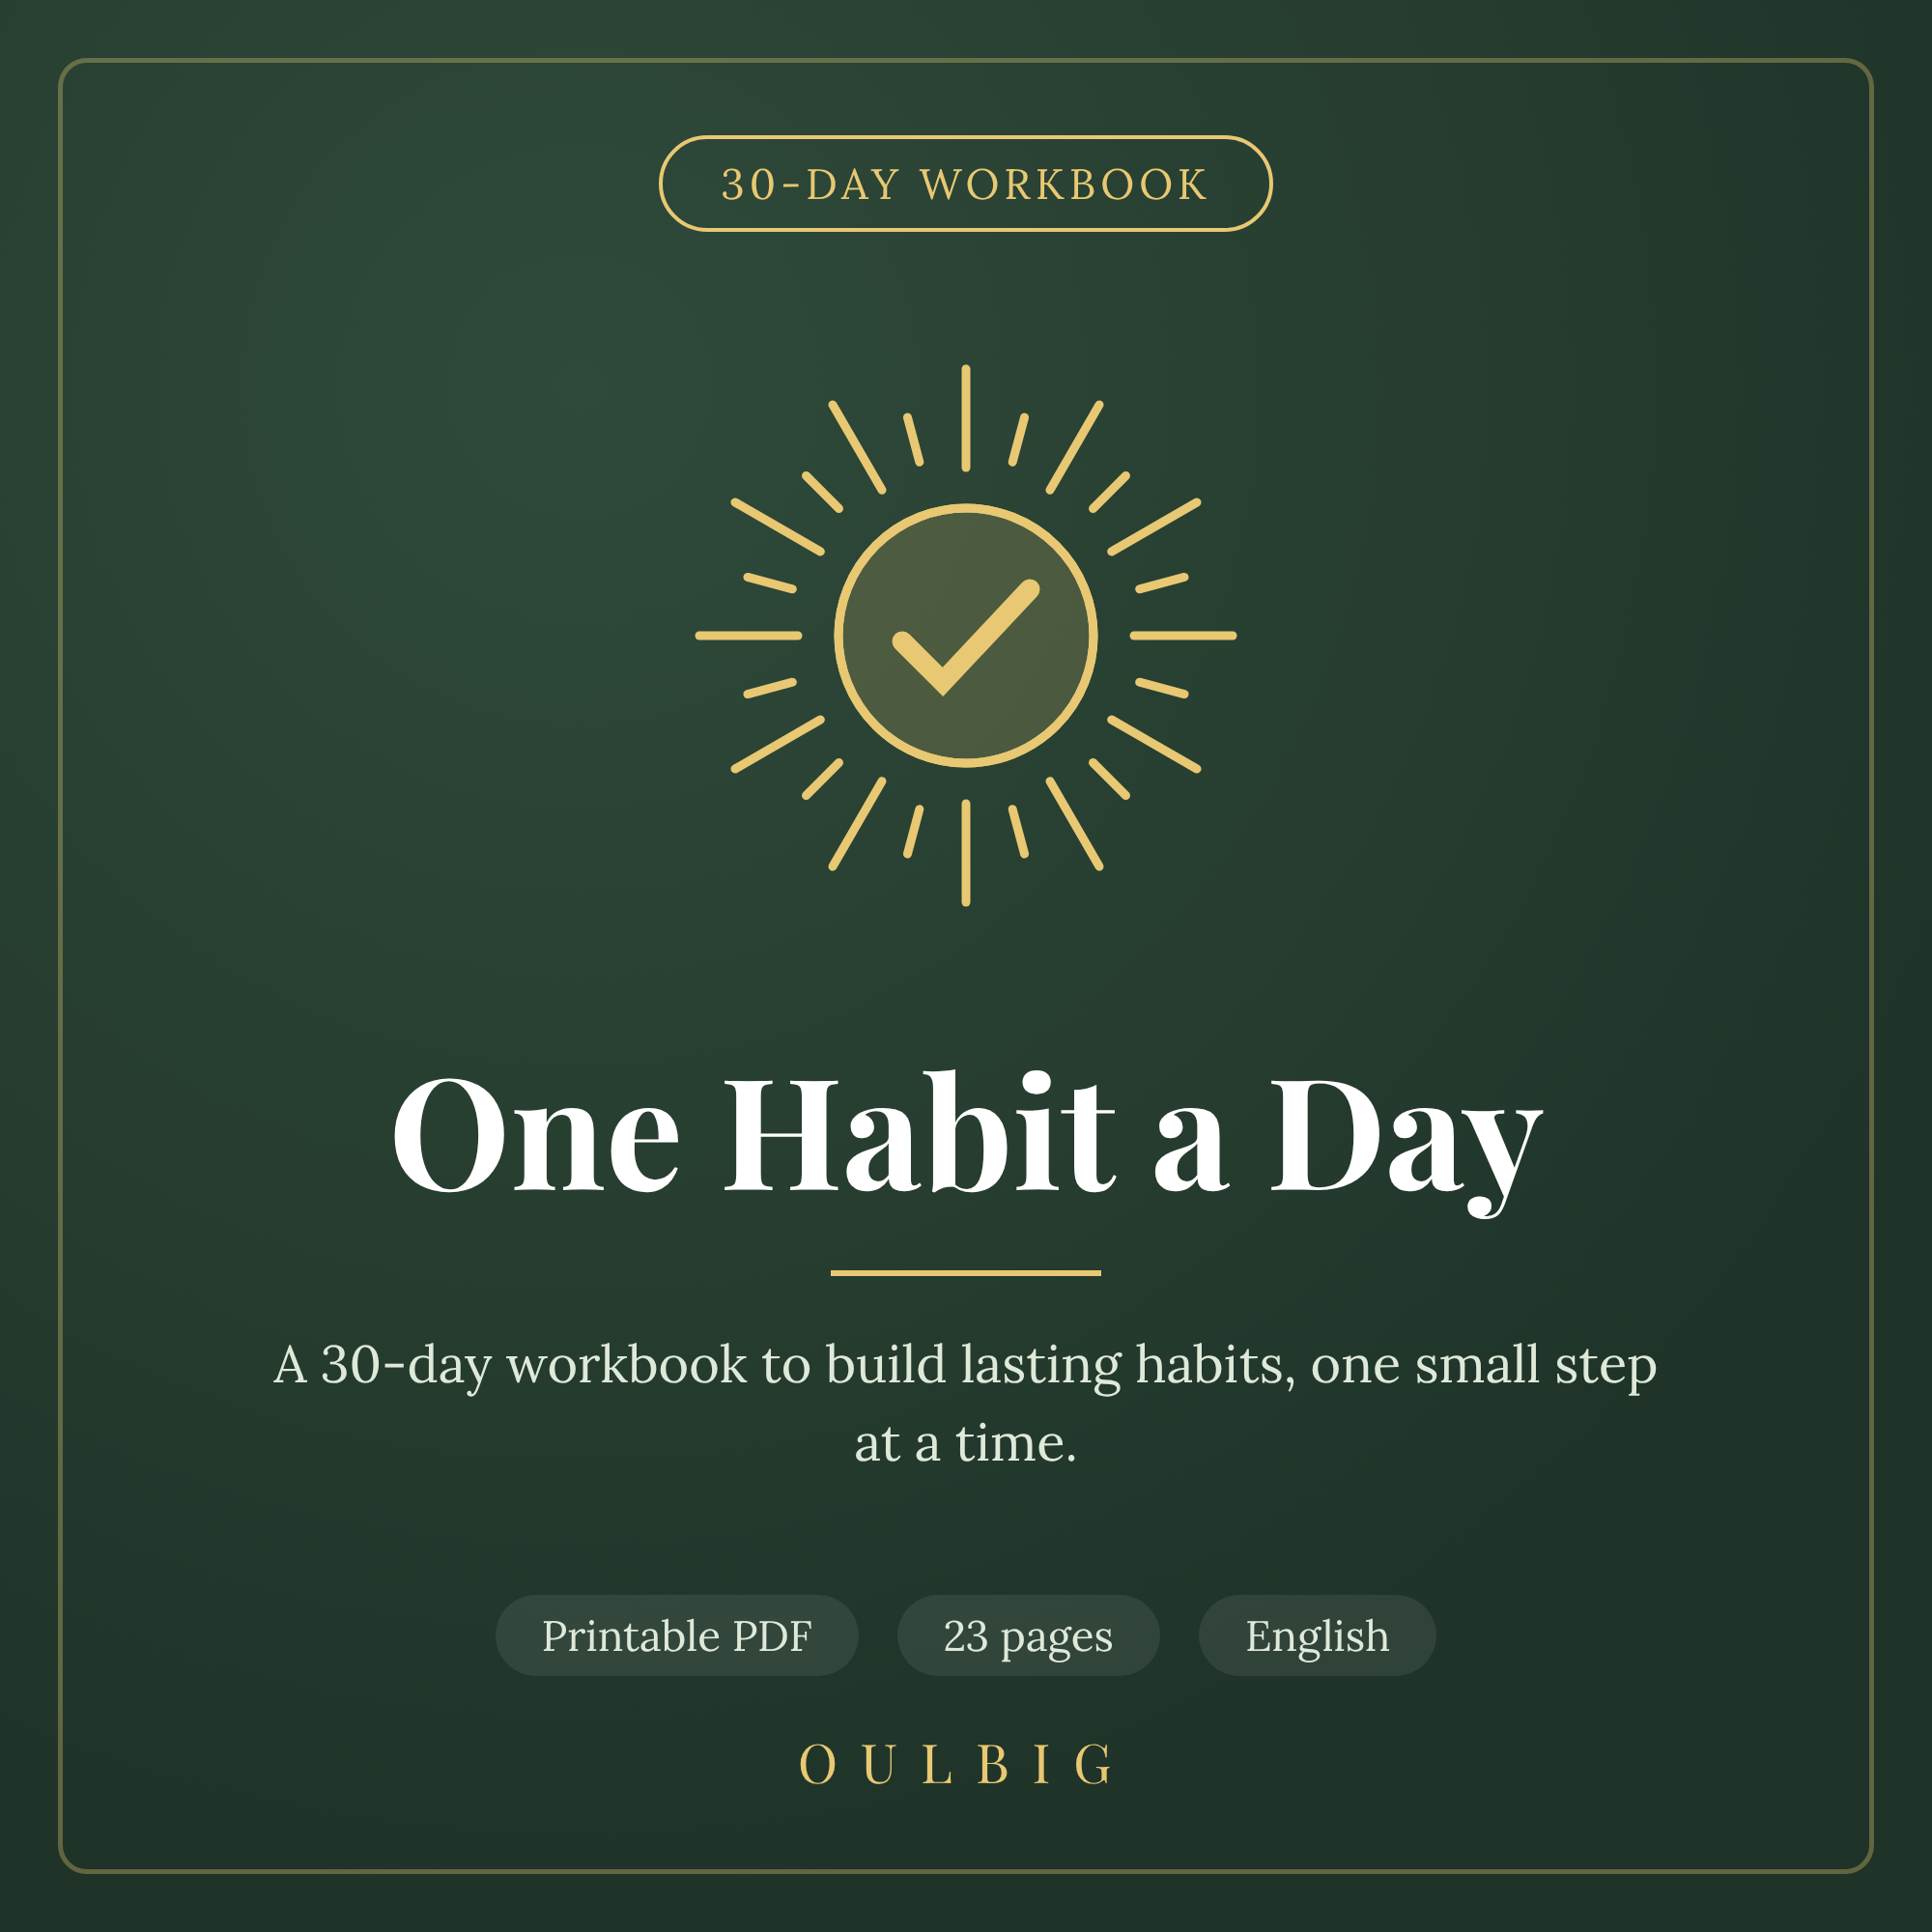 30-DAY WORKBOOK
One Habit a Day
A 30-day workbook to build lasting habits, one small step
at a time.
Printable PDF
23 pages
English
OULBIG